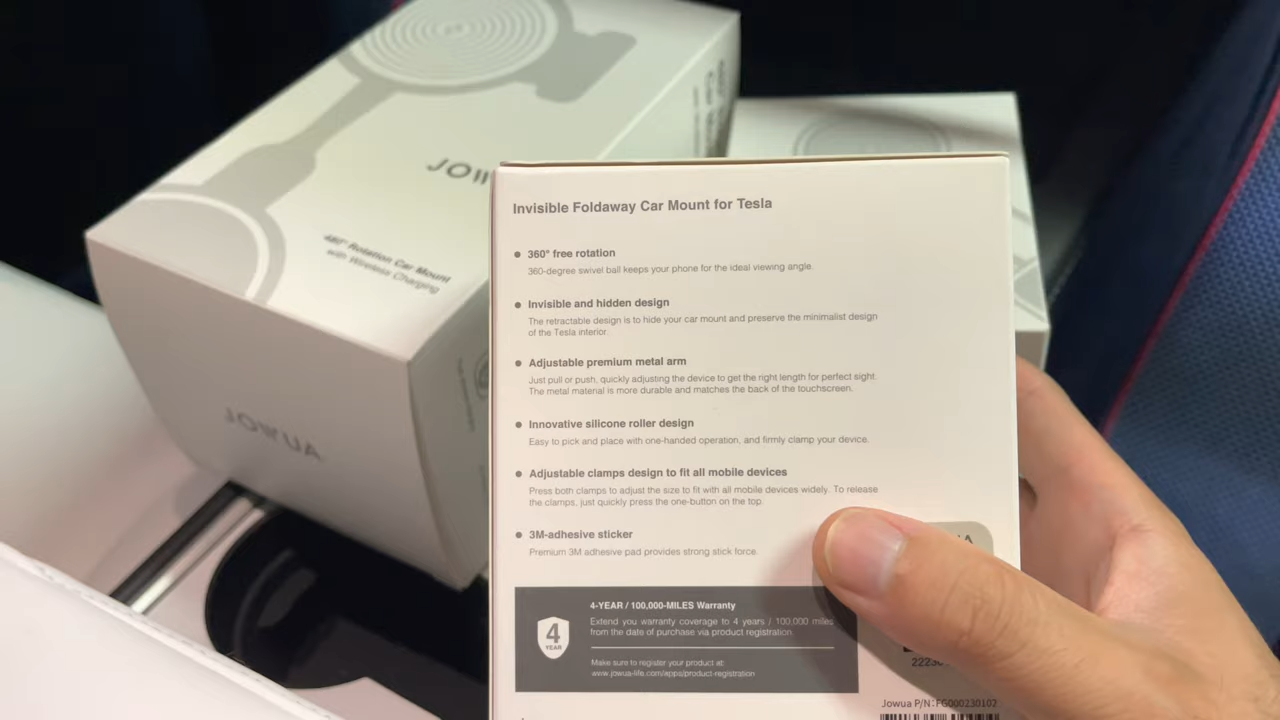 JOW
480° Rotation Car Mount
with Wireless Charging
JOWUA
Invisible Foldaway Car Mount for Tesla
• 360° free rotation
360-degree swivel ball keeps your phone for the ideal viewing angle.
• Invisible and hidden design
The retractable design is to hide your car mount and preserve the minimalist design
of the Tesla interior.
• Adjustable premium metal arm
Just pull or push, quickly adjusting the device to get the right length for perfect sight.
The metal material is more durable and matches the back of the touchscreen.
• Innovative silicone roller design
Easy to pick and place with one-handed operation, and firmly clamp your device.
• Adjustable clamps design to fit all mobile devices
Press both clamps to adjust the size to fit with all mobile devices widely. To release
the clamps, just quickly press the one-button on the top.
• 3M-adhesive sticker
Premium 3M adhesive pad provides strong stick force.
4
YEAR
4-YEAR / 100,000-MILES Warranty
Extend you warranty coverage to 4 years / 100,000 miles
from the date of purchase via product registration.
Make sure to register your product at:
www.jowua-life.com/apps/product-registration
Jowua P/N:FG000230102